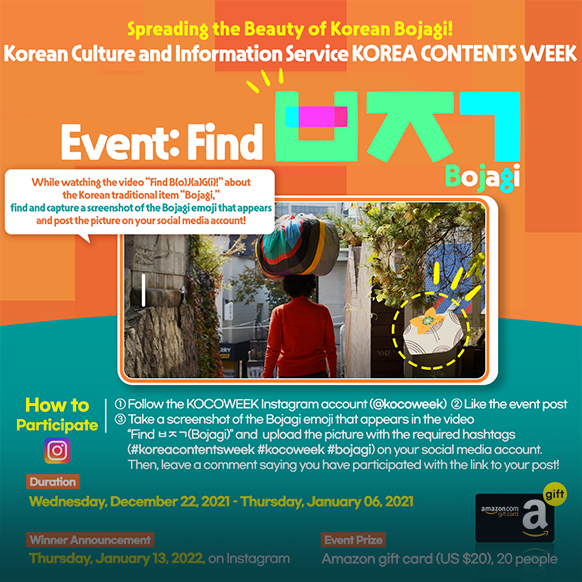 Spreading the Beauty of Korean Bojagi!
Korean Culture and Information Service KOREA CONTENTS WEEK
Event: Find ㅂㅈㄱ
Bojagi
While watching the video “Find B(o)J(a)G(i)!” about
the Korean traditional item “Bojagi,”
find and capture a screenshot of the Bojagi emoji that appears
and post the picture on your social media account!
How to
Participate
① Follow the KOCOWEEK Instagram account (@kocoweek) ② Like the event post
③ Take a screenshot of the Bojagi emoji that appears in the video
“Find ㅂㅈㄱ(Bojagi)” and upload the picture with the required hashtags
(#koreacontentsweek #kocoweek #bojagi) on your social media account.
Then, leave a comment saying you have participated with the link to your post!
Duration
Wednesday, December 22, 2021 - Thursday, January 06, 2021
Winner Announcement
Thursday, January 13, 2022, on Instagram
Event Prize
Amazon gift card (US $20), 20 people
amazon.com
gift card
a
gift